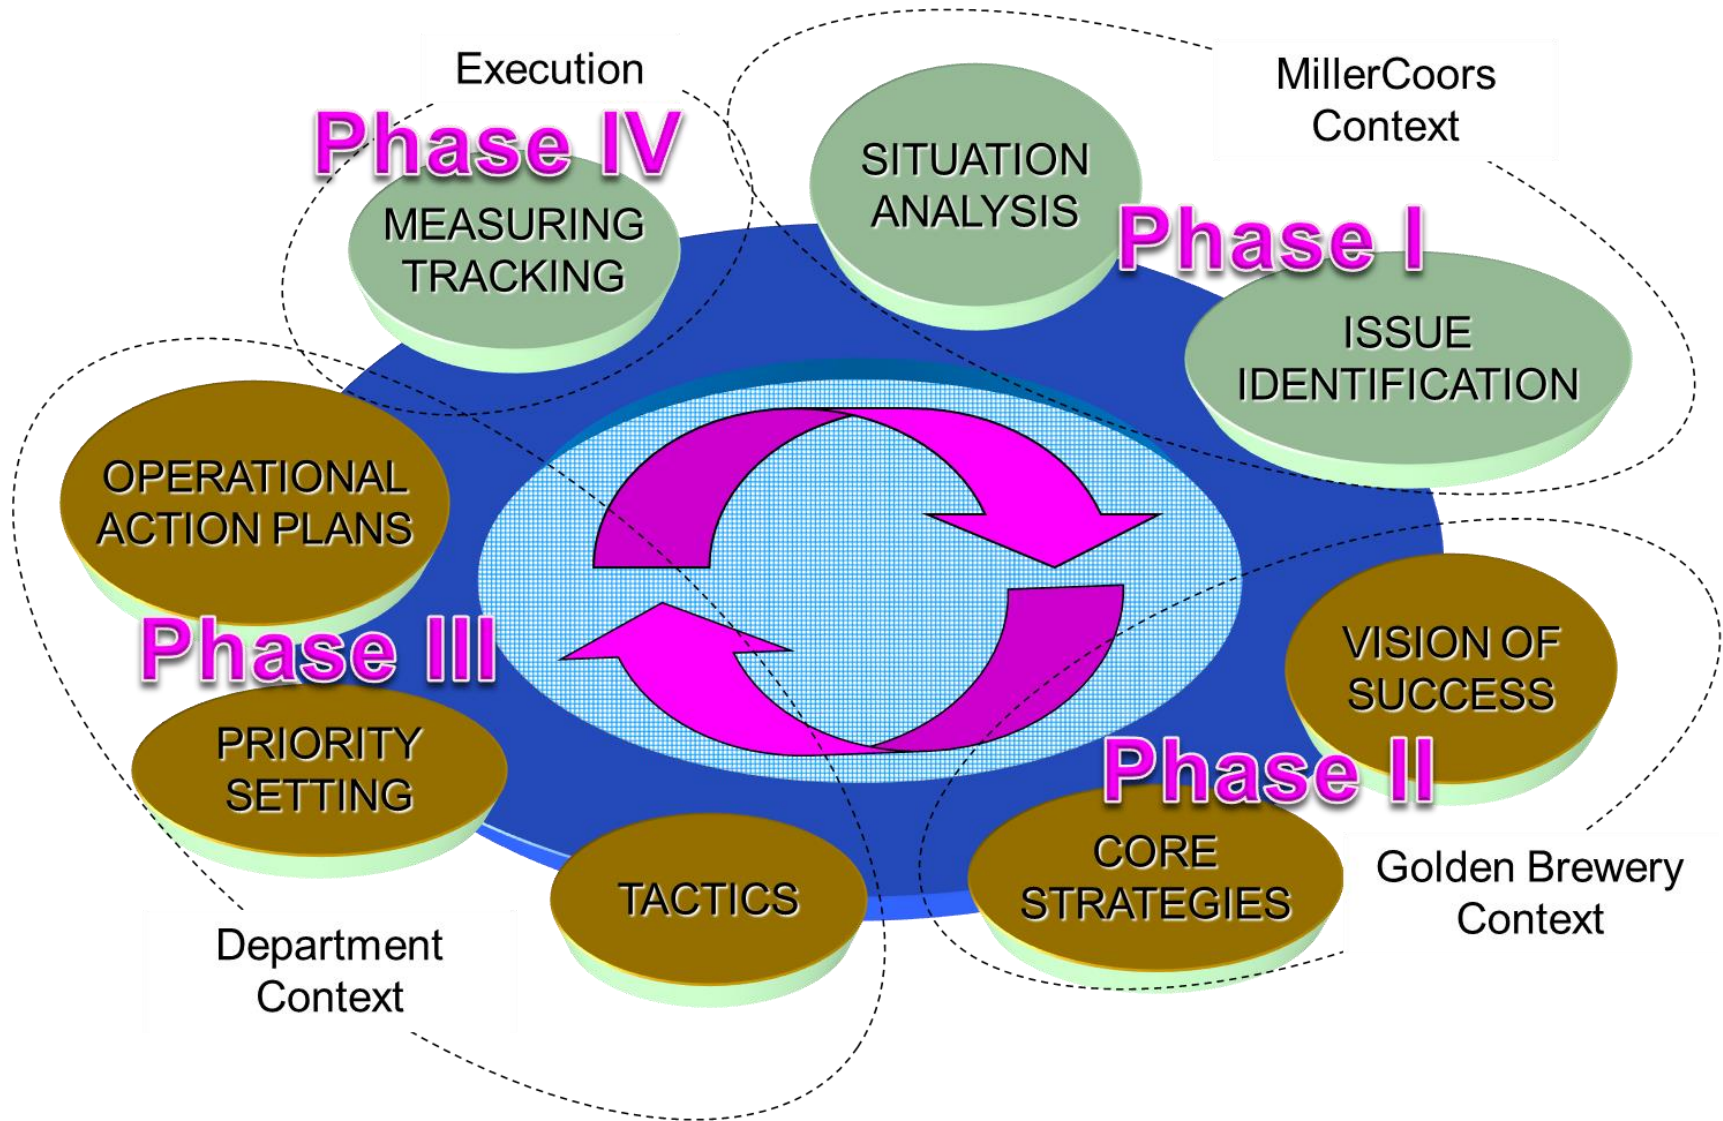 Execution
MillerCoors
Context
Phase IV
MEASURING
TRACKING
SITUATION
ANALYSIS
Phase I
ISSUE
IDENTIFICATION
OPERATIONAL
ACTION PLANS
VISION OF
SUCCESS
Phase III
PRIORITY
SETTING
Phase II
CORE
STRATEGIES
TACTICS
Golden Brewery
Context
Department
Context